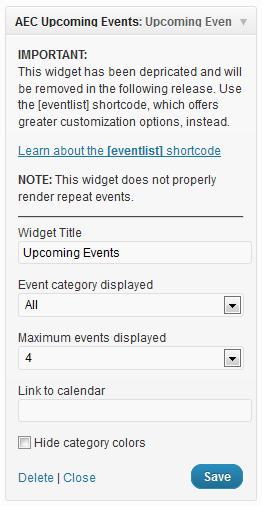 AEC Upcoming Events: Upcoming Even
IMPORTANT:
This widget has been depricated and will
be removed in the following release. Use
the [eventlist] shortcode, which offers
greater customization options, instead.
Learn about the [eventlist] shortcode
NOTE: This widget does not properly
render repeat events.
Widget Title
Upcoming Events
Event category displayed
All
Maximum events displayed
4
Link to calendar
Hide category colors
Delete | Close
Save